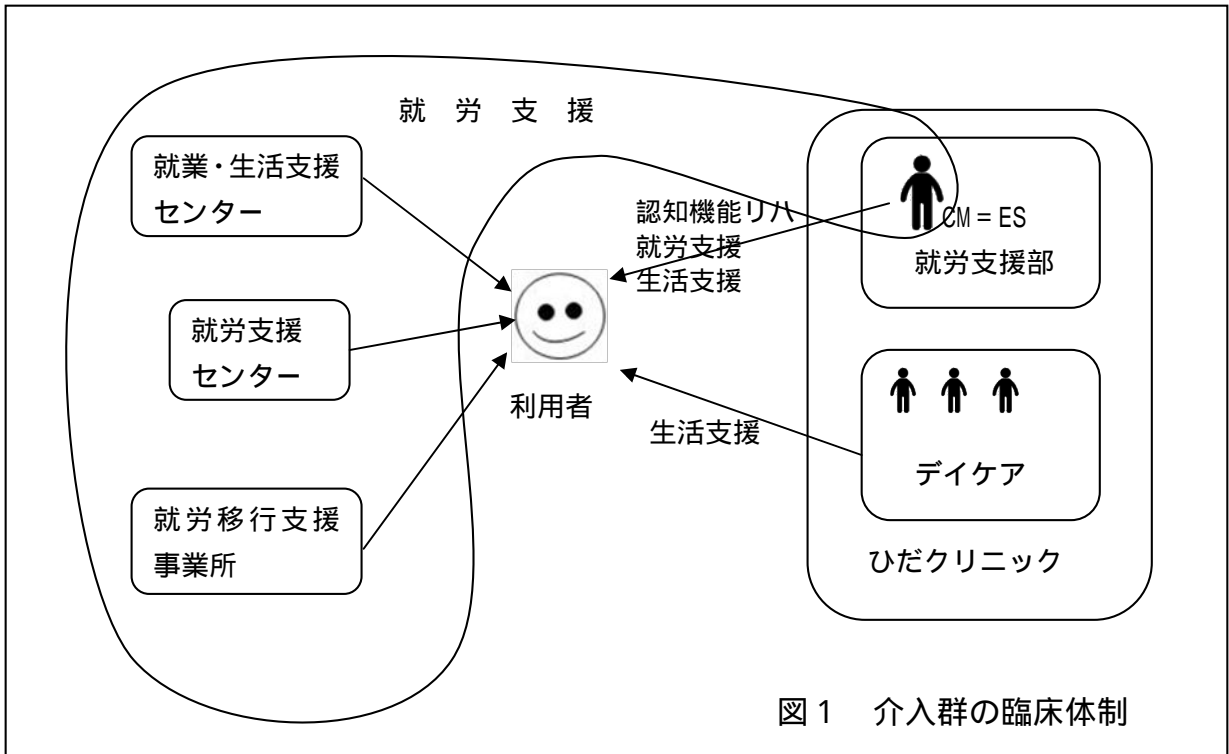 就 労 支 援
就業・生活支援
センター
就労支援
センター
就労移行支援
事業所
利用者
認知機能リハ
就労支援
生活支援
生活支援
CM = ES
就労支援部
デイケア
ひだクリニック
図1 介入群の臨床体制